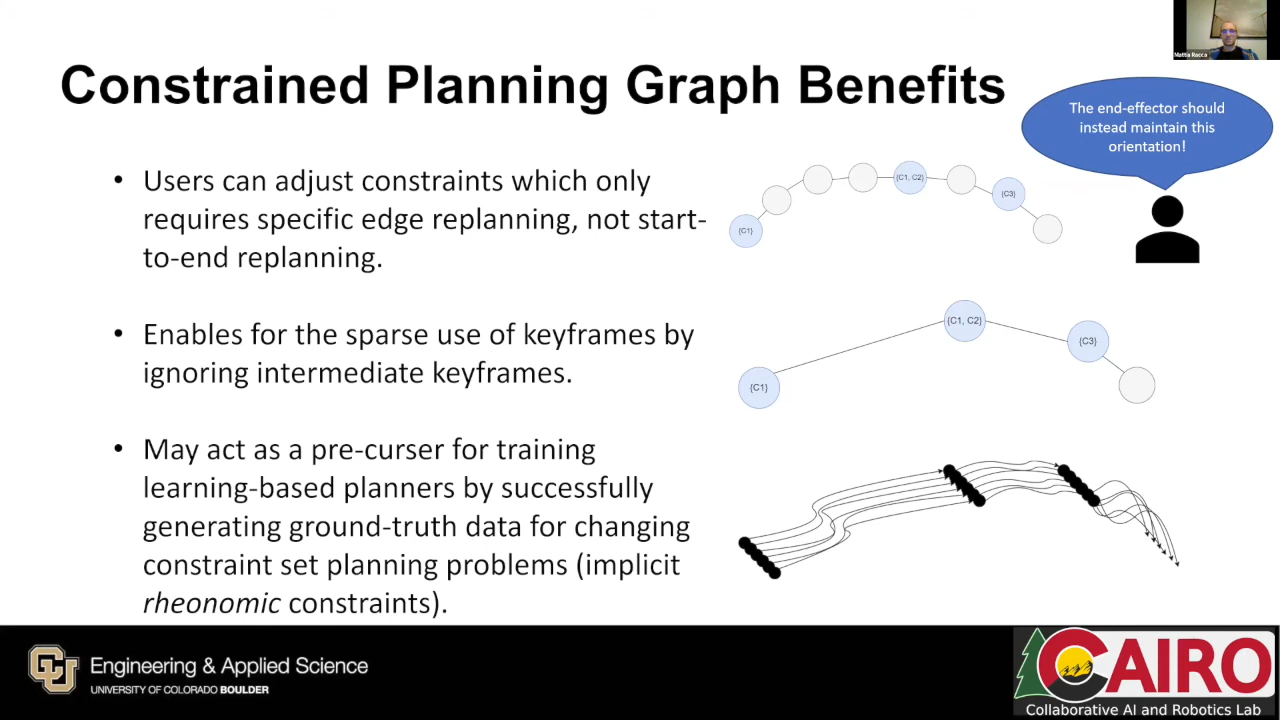 Mattia Racca
Constrained Planning Graph Benefits
The end-effector should
instead maintain this
orientation!
• Users can adjust constraints which only
requires specific edge replanning, not start-
to-end replanning.
{C1}
{C1, C2}
{C3}
• Enables for the sparse use of keyframes by
ignoring intermediate keyframes.
{C1}
{C1, C2}
{C3}
• May act as a pre-curser for training
learning-based planners by successfully
generating ground-truth data for changing
constraint set planning problems (implicit
rheonomic constraints).
CU
Engineering & Applied Science
UNIVERSITY OF COLORADO BOULDER
CAIRO
Collaborative AI and Robotics Lab